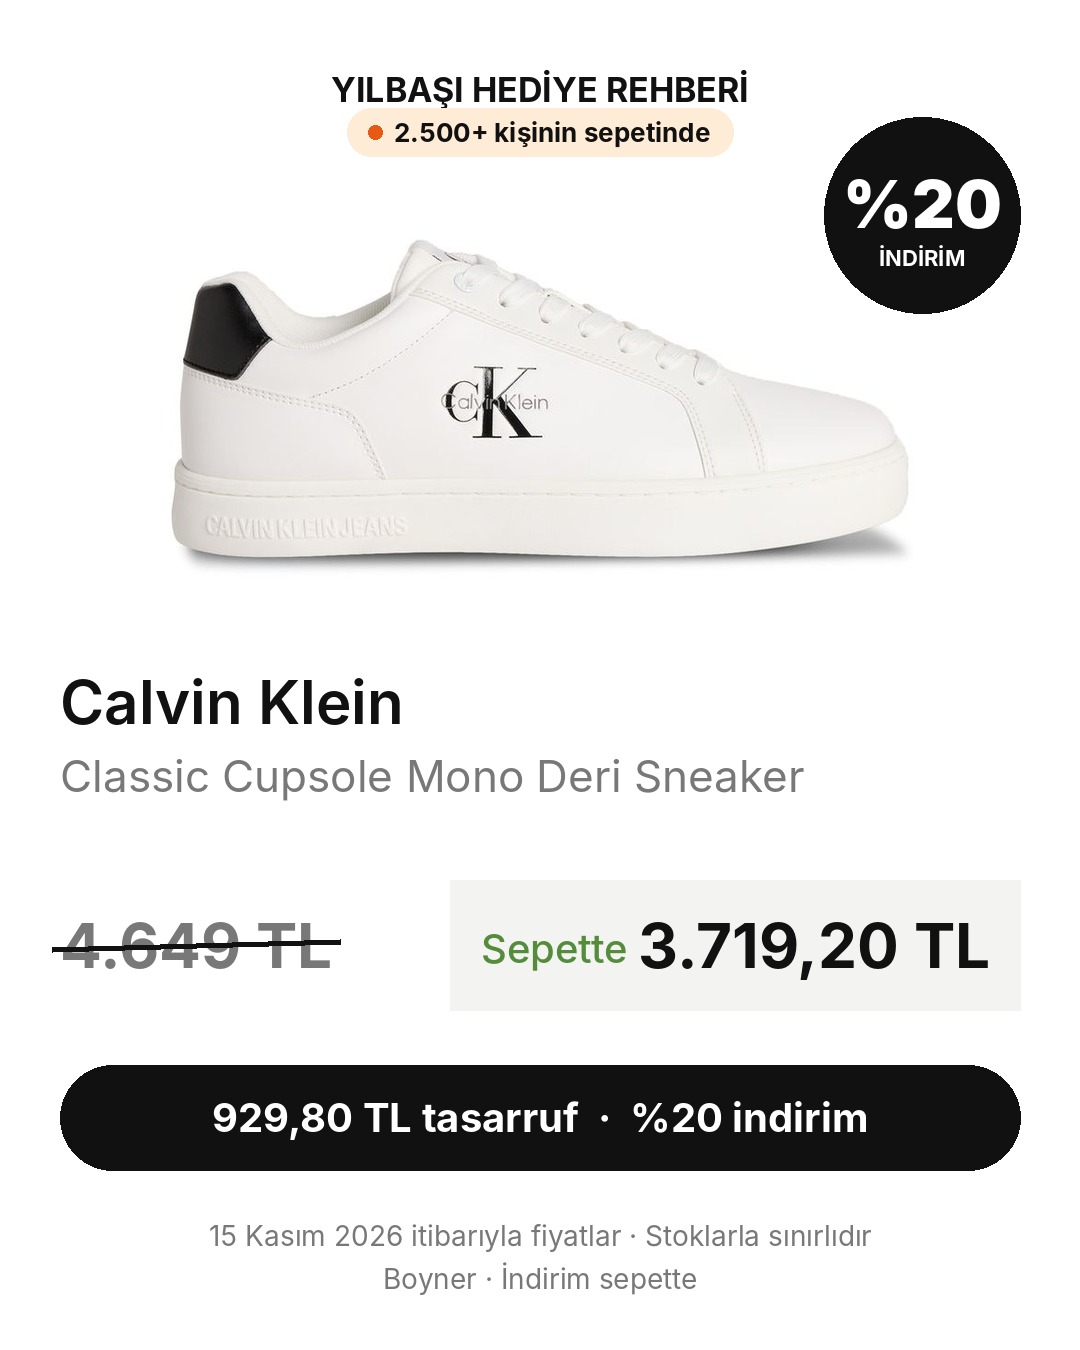 YILBAŞI HEDİYE REHBERİ
2.500+ kişinin sepetinde
%20
İNDİRİM
CK
Calvin Klein
CALVIN KLEIN JEANS
Calvin Klein
Classic Cupsole Mono Deri Sneaker
4.649 TL
Sepette 3.719,20 TL
929,80 TL tasarruf · %20 indirim
15 Kasım 2026 itibarıyla fiyatlar · Stoklarla sınırlıdır
Boyner · İndirim sepette